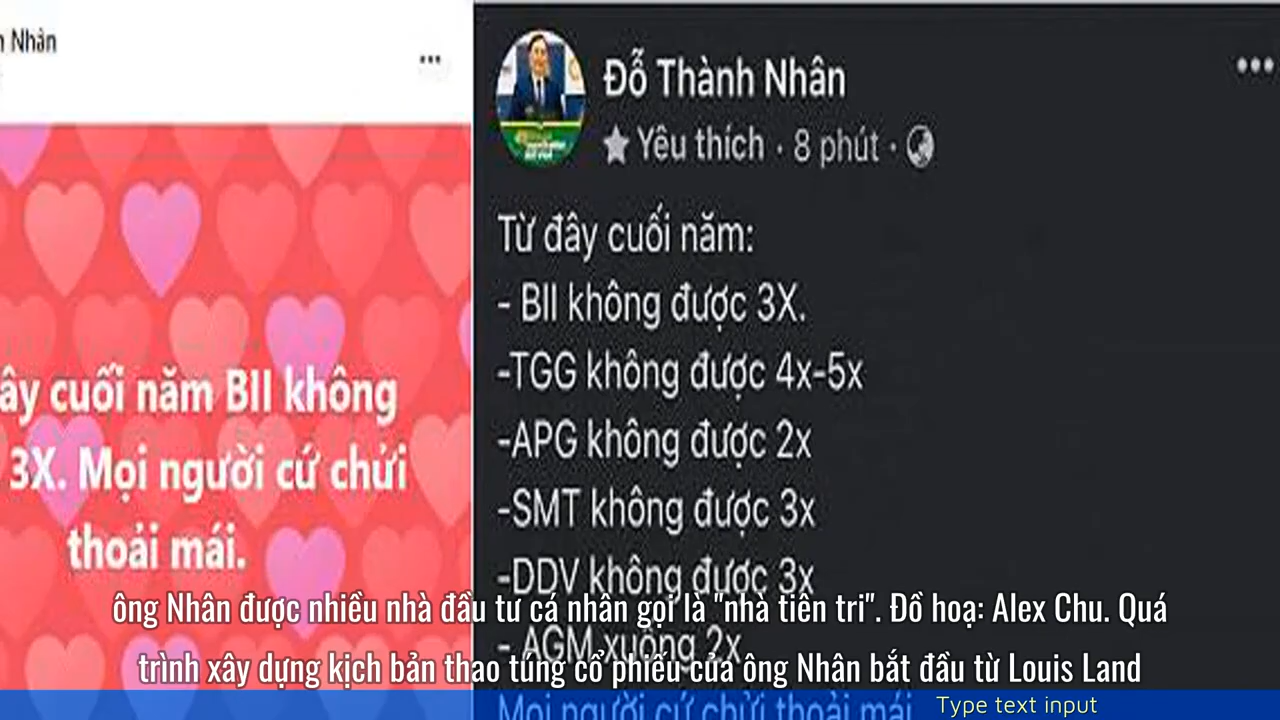 Nhân
...
ây cuối năm BII không
3X. Mọi người cứ chửi
thoải mái.
Đỗ Thành Nhân
Yêu thích · 8 phút ·
Từ đây cuối năm:
- BII không được 3X.
-TGG không được 4x-5x
-APG không được 2x
-SMT không được 3x
-DDV không được 3x
- AGM xuống 2x
Mọi người cứ chửi thoải mái
ông Nhân được nhiều nhà đầu tư cá nhân gọi là "nhà tiên tri". Đồ hoạ: Alex Chu. Quá
trình xây dựng kịch bản thao túng cổ phiếu của ông Nhân bắt đầu từ Louis Land
Type text input